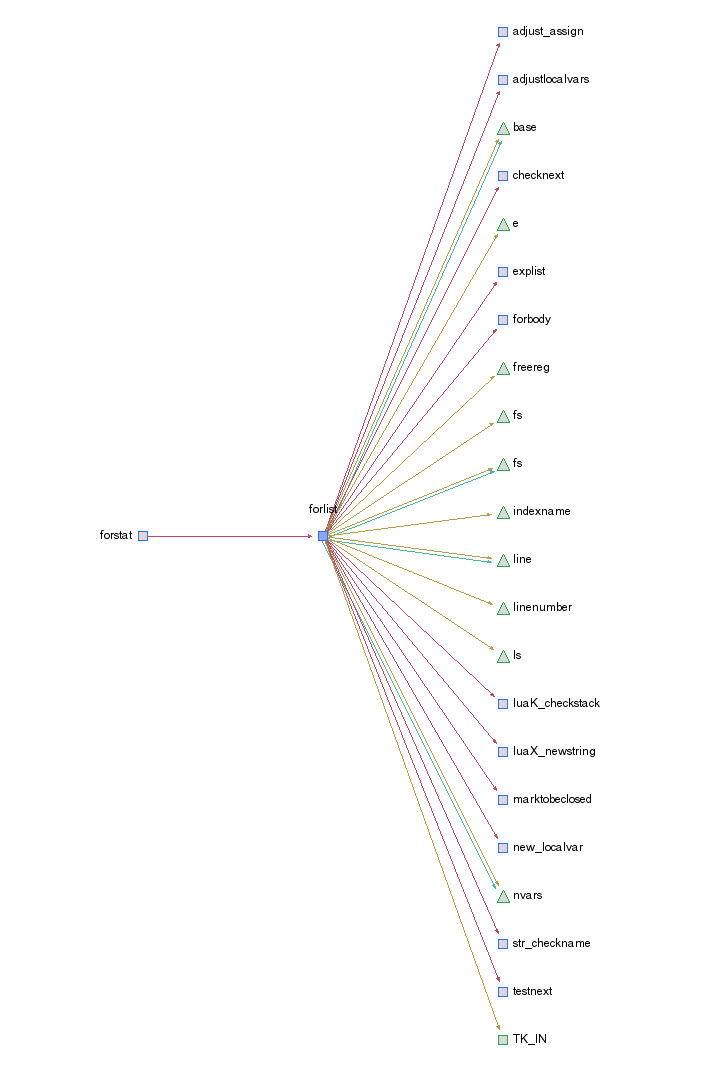 adjust_assign
adjustlocalvars
base
checknext
e
explist
forbody
freereg
fs
fs
forlist
indexname
forstat
line
linenumber
ls
luaK_checkstack
luaX_newstring
marktobeclosed
new_localvar
nvars
str_checkname
testnext
TK_IN